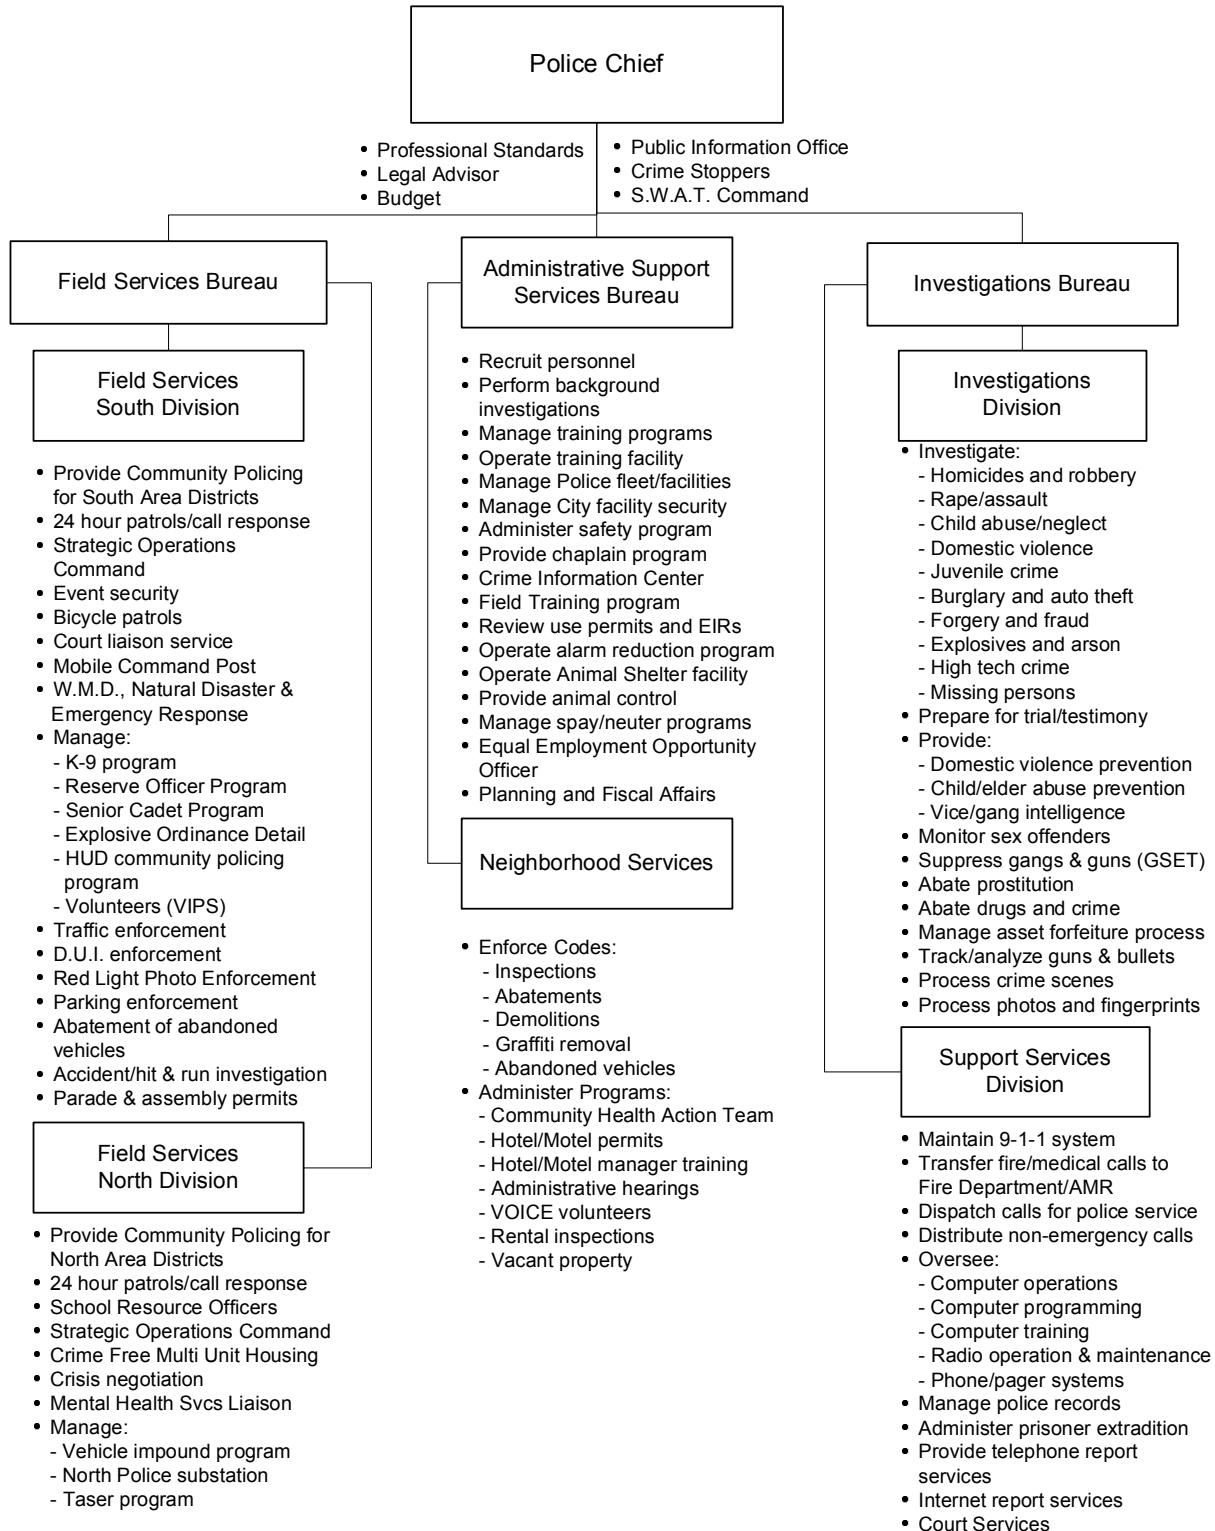 Police Chief
• Professional Standards
• Legal Advisor
• Budget
• Public Information Office
• Crime Stoppers
• S.W.A.T. Command
Field Services Bureau
Field Services
South Division
• Provide Community Policing
for South Area Districts
• 24 hour patrols/call response
• Strategic Operations
Command
• Event security
• Bicycle patrols
• Court liaison service
• Mobile Command Post
• W.M.D., Natural Disaster &
Emergency Response
• Manage:
- K-9 program
- Reserve Officer Program
- Senior Cadet Program
- Explosive Ordinance Detail
- HUD community policing
program
- Volunteers (VIPS)
• Traffic enforcement
• D.U.I. enforcement
• Red Light Photo Enforcement
• Parking enforcement
• Abatement of abandoned
vehicles
• Accident/hit & run investigation
• Parade & assembly permits
Field Services
North Division
• Provide Community Policing for
North Area Districts
• 24 hour patrols/call response
• School Resource Officers
• Strategic Operations Command
• Crime Free Multi Unit Housing
• Crisis negotiation
• Mental Health Svcs Liaison
• Manage:
- Vehicle impound program
- North Police substation
- Taser program
Administrative Support
Services Bureau
• Recruit personnel
• Perform background
investigations
• Manage training programs
• Operate training facility
• Manage Police fleet/facilities
• Manage City facility security
• Administer safety program
• Provide chaplain program
• Crime Information Center
• Field Training program
• Review use permits and EIRs
• Operate alarm reduction program
• Operate Animal Shelter facility
• Provide animal control
• Manage spay/neuter programs
• Equal Employment Opportunity
Officer
• Planning and Fiscal Affairs
Neighborhood Services
• Enforce Codes:
- Inspections
- Abatements
- Demolitions
- Graffiti removal
- Abandoned vehicles
• Administer Programs:
- Community Health Action Team
- Hotel/Motel permits
- Hotel/Motel manager training
- Administrative hearings
- VOICE volunteers
- Rental inspections
- Vacant property
Investigations Bureau
Investigations
Division
• Investigate:
- Homicides and robbery
- Rape/assault
- Child abuse/neglect
- Domestic violence
- Juvenile crime
- Burglary and auto theft
- Forgery and fraud
- Explosives and arson
- High tech crime
- Missing persons
• Prepare for trial/testimony
• Provide:
- Domestic violence prevention
- Child/elder abuse prevention
- Vice/gang intelligence
• Monitor sex offenders
• Suppress gangs & guns (GSET)
• Abate prostitution
• Abate drugs and crime
• Manage asset forfeiture process
• Track/analyze guns & bullets
• Process crime scenes
• Process photos and fingerprints
Support Services
Division
• Maintain 9-1-1 system
• Transfer fire/medical calls to
Fire Department/AMR
• Dispatch calls for police service
• Distribute non-emergency calls
• Oversee:
- Computer operations
- Computer programming
- Computer training
- Radio operation & maintenance
- Phone/pager systems
• Manage police records
• Administer prisoner extradition
• Provide telephone report
services
• Internet report services
• Court Services